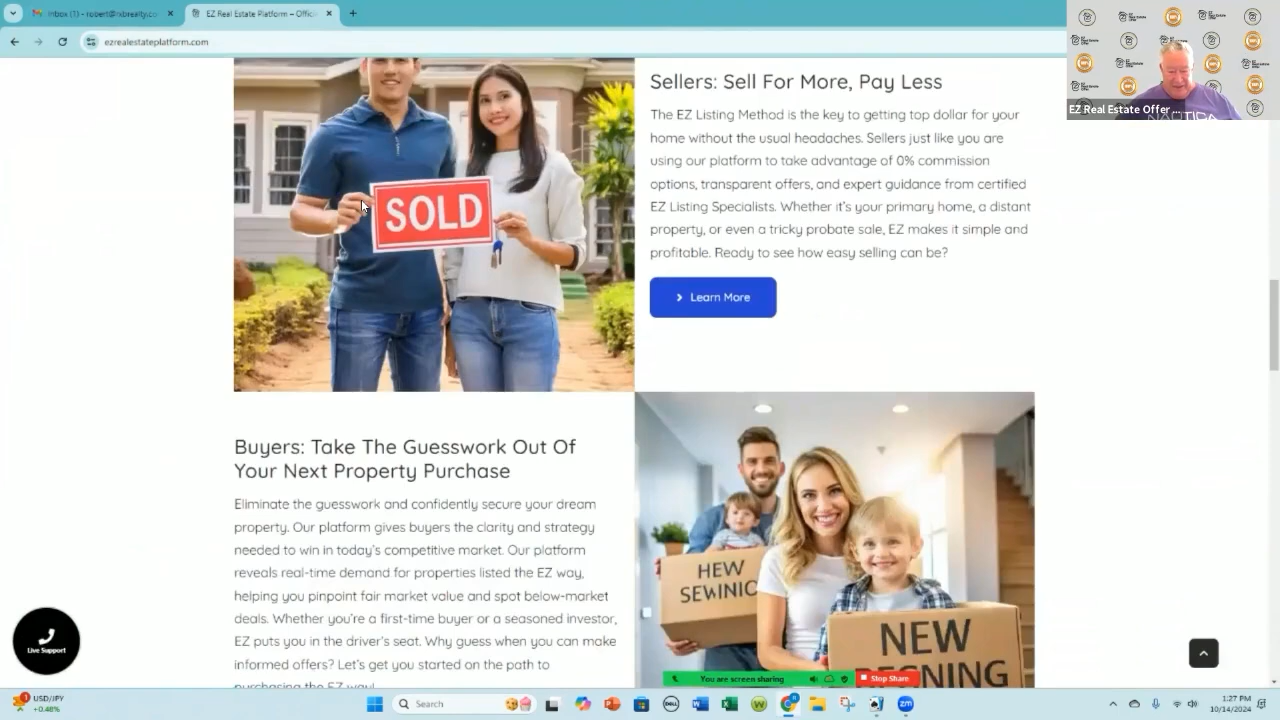 Inbox (1) - robert@nxbrealty.co
EZ Real Estate Platform – Offici
ezrealestateplatform.com
EZ Real Estate Offer ...
NAUTICA
SOLD
Sellers: Sell For More, Pay Less
The EZ Listing Method is the key to getting top dollar for your
home without the usual headaches. Sellers just like you are
using our platform to take advantage of 0% commission
options, transparent offers, and expert guidance from certified
EZ Listing Specialists. Whether it's your primary home, a distant
property, or even a tricky probate sale, EZ makes it simple and
profitable. Ready to see how easy selling can be?
Learn More
Buyers: Take The Guesswork Out Of
Your Next Property Purchase
Eliminate the guesswork and confidently secure your dream
property. Our platform gives buyers the clarity and strategy
needed to win in today's competitive market. Our platform
reveals real-time demand for properties listed the EZ way,
helping you pinpoint fair market value and spot below-market
deals. Whether you're a first-time buyer or a seasoned investor,
EZ puts you in the driver's seat. Why guess when you can make
informed offers? Let's get you started on the path to
purchasing the EZ way!
HEW
SEWINIC
NEW
DESNING
Live Support
You are screen sharing
Stop Share
USD/JPY
+0.48%
Search
1:27 PM
10/14/2024